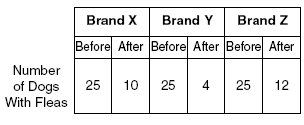 Brand X Brand Y Brand Z
Before After Before After Before After
Number
of Dogs
With Fleas
25 10 25 4 25 12